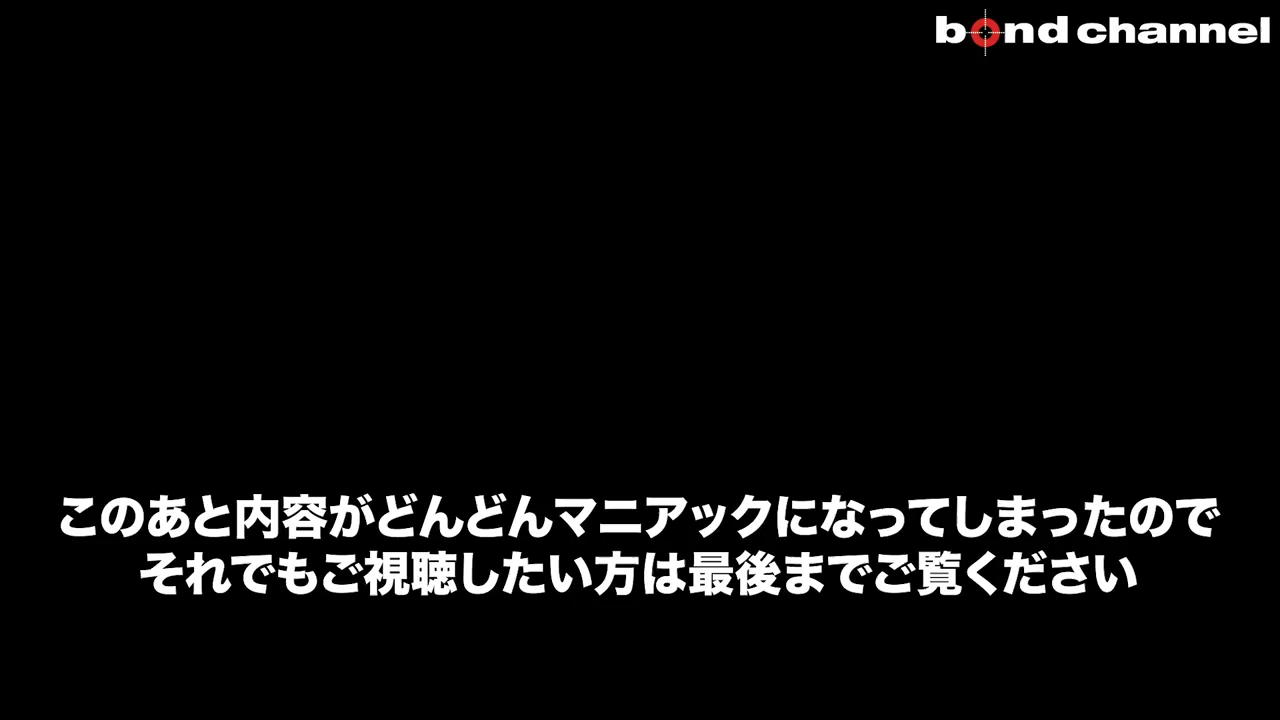 bond channel
このあと内容がどんどんマニアックになってしまったので
それでもご視聴したい方は最後までご覧ください